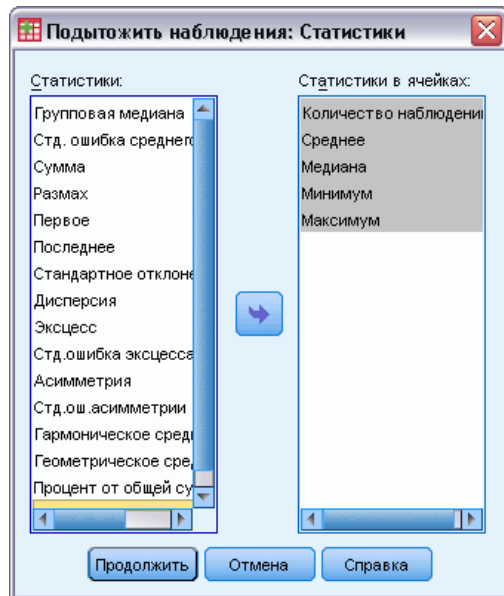 Подытожить наблюдения: Статистики
Статистики:
Групповая медиана
Стд. ошибка среднего
Сумма
Размах
Первое
Последнее
Стандартное отклоне
Дисперсия
Эксцесс
Стд.ошибка эксцесса
Асимметрия
Стд.ош.асимметрии
Гармоническое сред
Геометрическое сре
Процент от общей су
Статистики в ячейках:
Количество наблюдени
Среднее
Медиана
Минимум
Максимум
Продолжить
Отмена
Справка